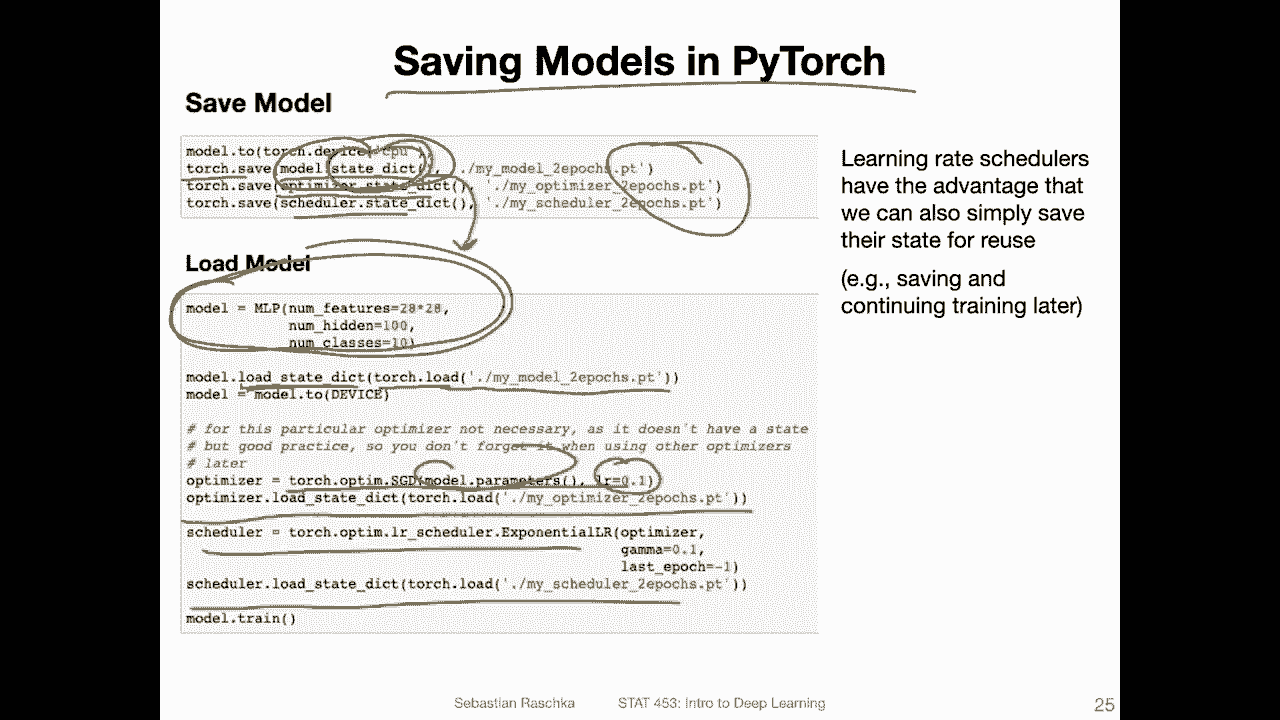 Saving Models in PyTorch
Save Model
model.to(torch.device('cpu'
torch.save(model.state_dict(), './my_model_2epochs.pt')
torch.save(optimizer.state_dict(), './my_optimizer_2epochs.pt')
torch.save(scheduler.state_dict(), './my_scheduler_2epochs.pt')
Learning rate schedulers
have the advantage that
we can also simply save
their state for reuse
(e.g., saving and
continuing training later)
Load Model
model = MLP(num_features=28*28,
num_hidden=100,
num_classes=10)
model.load_state_dict(torch.load('./my_model_2epochs.pt'))
model = model.to(DEVICE)
# for this particular optimizer not necessary, as it doesn't have a state
# but good practice, so you don't forget it when using other optimizers
# later
optimizer = torch.optim.SGD(model.parameters(), lr=0.1)
optimizer.load_state_dict(torch.load('./my_optimizer_2epochs.pt'))
scheduler = torch.optim.lr_scheduler.ExponentialLR(optimizer,
gamma=0.1,
last_epoch=-1)
scheduler.load_state_dict(torch.load('./my_scheduler_2epochs.pt'))
model.train()
Sebastian Raschka STAT 453: Intro to Deep Learning 25